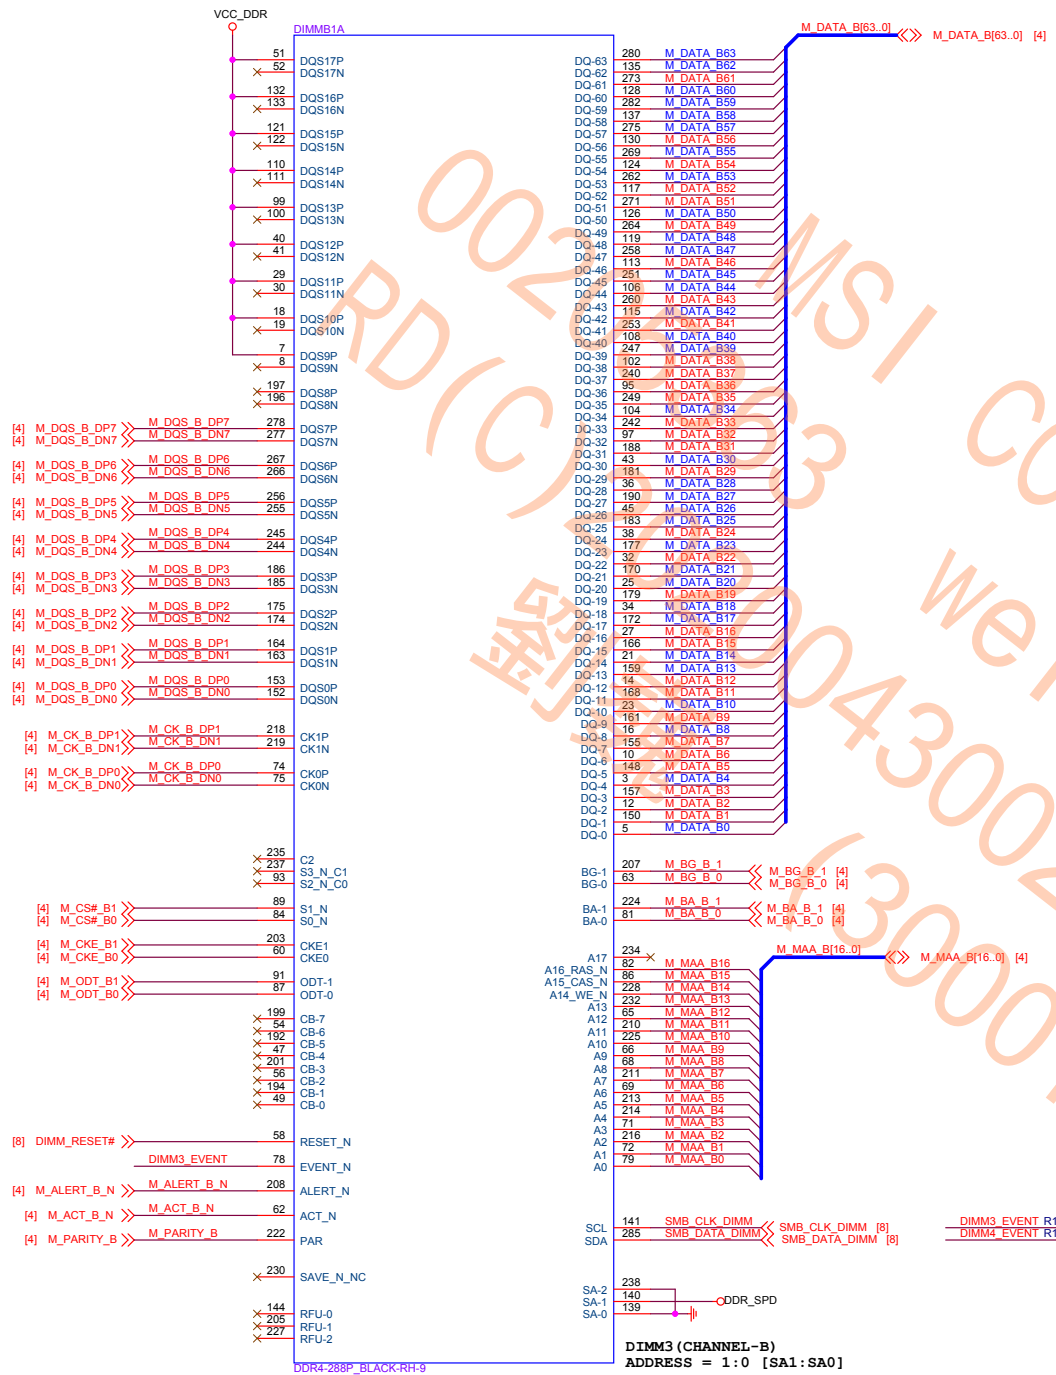 VCC_DDR
DIMMB1A
51 DQS17P
52 DQS17N
132 DQS16P
133 DQS16N
121 DQS15P
122 DQS15N
110 DQS14P
111 DQS14N
99 DQS13P
100 DQS13N
40 DQS12P
41 DQS12N
29 DQS11P
30 DQS11N
18 DQS10P
19 DQS10N
7 DQS9P
8 DQS9N
197 DQS8P
196 DQS8N
[4] M_DQS_B_DP7 M_DQS_B_DP7 278 DQS7P
[4] M_DQS_B_DN7 M_DQS_B_DN7 277 DQS7N
[4] M_DQS_B_DP6 M_DQS_B_DP6 267 DQS6P
[4] M_DQS_B_DN6 M_DQS_B_DN6 266 DQS6N
[4] M_DQS_B_DP5 M_DQS_B_DP5 256 DQS5P
[4] M_DQS_B_DN5 M_DQS_B_DN5 255 DQS5N
[4] M_DQS_B_DP4 M_DQS_B_DP4 245 DQS4P
[4] M_DQS_B_DN4 M_DQS_B_DN4 244 DQS4N
[4] M_DQS_B_DP3 M_DQS_B_DP3 186 DQS3P
[4] M_DQS_B_DN3 M_DQS_B_DN3 185 DQS3N
[4] M_DQS_B_DP2 M_DQS_B_DP2 175 DQS2P
[4] M_DQS_B_DN2 M_DQS_B_DN2 174 DQS2N
[4] M_DQS_B_DP1 M_DQS_B_DP1 164 DQS1P
[4] M_DQS_B_DN1 M_DQS_B_DN1 163 DQS1N
[4] M_DQS_B_DP0 M_DQS_B_DP0 153 DQS0P
[4] M_DQS_B_DN0 M_DQS_B_DN0 152 DQS0N
[4] M_CK_B_DP1 M_CK_B_DP1 218 CK1P
[4] M_CK_B_DN1 M_CK_B_DN1 219 CK1N
[4] M_CK_B_DP0 M_CK_B_DP0 74 CK0P
[4] M_CK_B_DN0 M_CK_B_DN0 75 CK0N
235 C2
237 S3_N_C1
93 S2_N_C0
[4] M_CS#_B1 89 S1_N
[4] M_CS#_B0 84 S0_N
[4] M_CKE_B1 203 CKE1
[4] M_CKE_B0 60 CKE0
[4] M_ODT_B1 91 ODT-1
[4] M_ODT_B0 87 ODT-0
199 CB-7
54 CB-6
192 CB-5
47 CB-4
201 CB-3
56 CB-2
194 CB-1
49 CB-0
[8] DIMM_RESET# 58 RESET_N
DIMM3_EVENT 78 EVENT_N
[4] M_ALERT_B_N M_ALERT_B_N 208 ALERT_N
[4] M_ACT_B_N M_ACT_B_N 62 ACT_N
[4] M_PARITY_B M_PARITY_B 222 PAR
230 SAVE_N_NC
144 RFU-0
205 RFU-1
227 RFU-2
DDR4-288P_BLACK-RH-9
M_DATA_B[63..0] M_DATA_B[63..0] [4]
DQ-63 280 M_DATA_B63
DQ-62 135 M_DATA_B62
DQ-61 273 M_DATA_B61
DQ-60 128 M_DATA_B60
DQ-59 282 M_DATA_B59
DQ-58 137 M_DATA_B58
DQ-57 275 M_DATA_B57
DQ-56 130 M_DATA_B56
DQ-55 269 M_DATA_B55
DQ-54 124 M_DATA_B54
DQ-53 262 M_DATA_B53
DQ-52 117 M_DATA_B52
DQ-51 271 M_DATA_B51
DQ-50 126 M_DATA_B50
DQ-49 264 M_DATA_B49
DQ-48 119 M_DATA_B48
DQ-47 258 M_DATA_B47
DQ-46 113 M_DATA_B46
DQ-45 251 M_DATA_B45
DQ-44 106 M_DATA_B44
DQ-43 260 M_DATA_B43
DQ-42 115 M_DATA_B42
DQ-41 253 M_DATA_B41
DQ-40 108 M_DATA_B40
DQ-39 247 M_DATA_B39
DQ-38 102 M_DATA_B38
DQ-37 240 M_DATA_B37
DQ-36 95 M_DATA_B36
DQ-35 249 M_DATA_B35
DQ-34 104 M_DATA_B34
DQ-33 242 M_DATA_B33
DQ-32 97 M_DATA_B32
DQ-31 188 M_DATA_B31
DQ-30 43 M_DATA_B30
DQ-29 181 M_DATA_B29
DQ-28 36 M_DATA_B28
DQ-27 190 M_DATA_B27
DQ-26 45 M_DATA_B26
DQ-25 183 M_DATA_B25
DQ-24 38 M_DATA_B24
DQ-23 177 M_DATA_B23
DQ-22 32 M_DATA_B22
DQ-21 170 M_DATA_B21
DQ-20 25 M_DATA_B20
DQ-19 179 M_DATA_B19
DQ-18 34 M_DATA_B18
DQ-17 172 M_DATA_B17
DQ-16 27 M_DATA_B16
DQ-15 166 M_DATA_B15
DQ-14 21 M_DATA_B14
DQ-13 159 M_DATA_B13
DQ-12 14 M_DATA_B12
DQ-11 168 M_DATA_B11
DQ-10 23 M_DATA_B10
DQ-9 161 M_DATA_B9
DQ-8 16 M_DATA_B8
DQ-7 155 M_DATA_B7
DQ-6 10 M_DATA_B6
DQ-5 148 M_DATA_B5
DQ-4 3 M_DATA_B4
DQ-3 157 M_DATA_B3
DQ-2 12 M_DATA_B2
DQ-1 150 M_DATA_B1
DQ-0 5 M_DATA_B0
BG-1 207 M_BG_B_1 M_BG_B_1 [4]
BG-0 63 M_BG_B_0 M_BG_B_0 [4]
BA-1 224 M_BA_B_1 M_BA_B_1 [4]
BA-0 81 M_BA_B_0 M_BA_B_0 [4]
A17 234 M_MAA_B[16..0] M_MAA_B[16..0] [4]
A16_RAS_N 82 M_MAA_B16
A15_CAS_N 86 M_MAA_B15
A14_WE_N 228 M_MAA_B14
A13 232 M_MAA_B13
A12 65 M_MAA_B12
A11 210 M_MAA_B11
A10 225 M_MAA_B10
A9 66 M_MAA_B9
A8 68 M_MAA_B8
A7 211 M_MAA_B7
A6 69 M_MAA_B6
A5 213 M_MAA_B5
A4 214 M_MAA_B4
A3 71 M_MAA_B3
A2 216 M_MAA_B2
A1 72 M_MAA_B1
A0 79 M_MAA_B0
SCL 141 SMB_CLK_DIMM SMB_CLK_DIMM [8]
SDA 285 SMB_DATA_DIMM SMB_DATA_DIMM [8]
DIMM3_EVENT R1
DIMM4_EVENT R1
SA-2 238
SA-1 140 DDR_SPD
SA-0 139
DIMM3(CHANNEL-B)
ADDRESS = 1:0 [SA1:SA0]
MSI